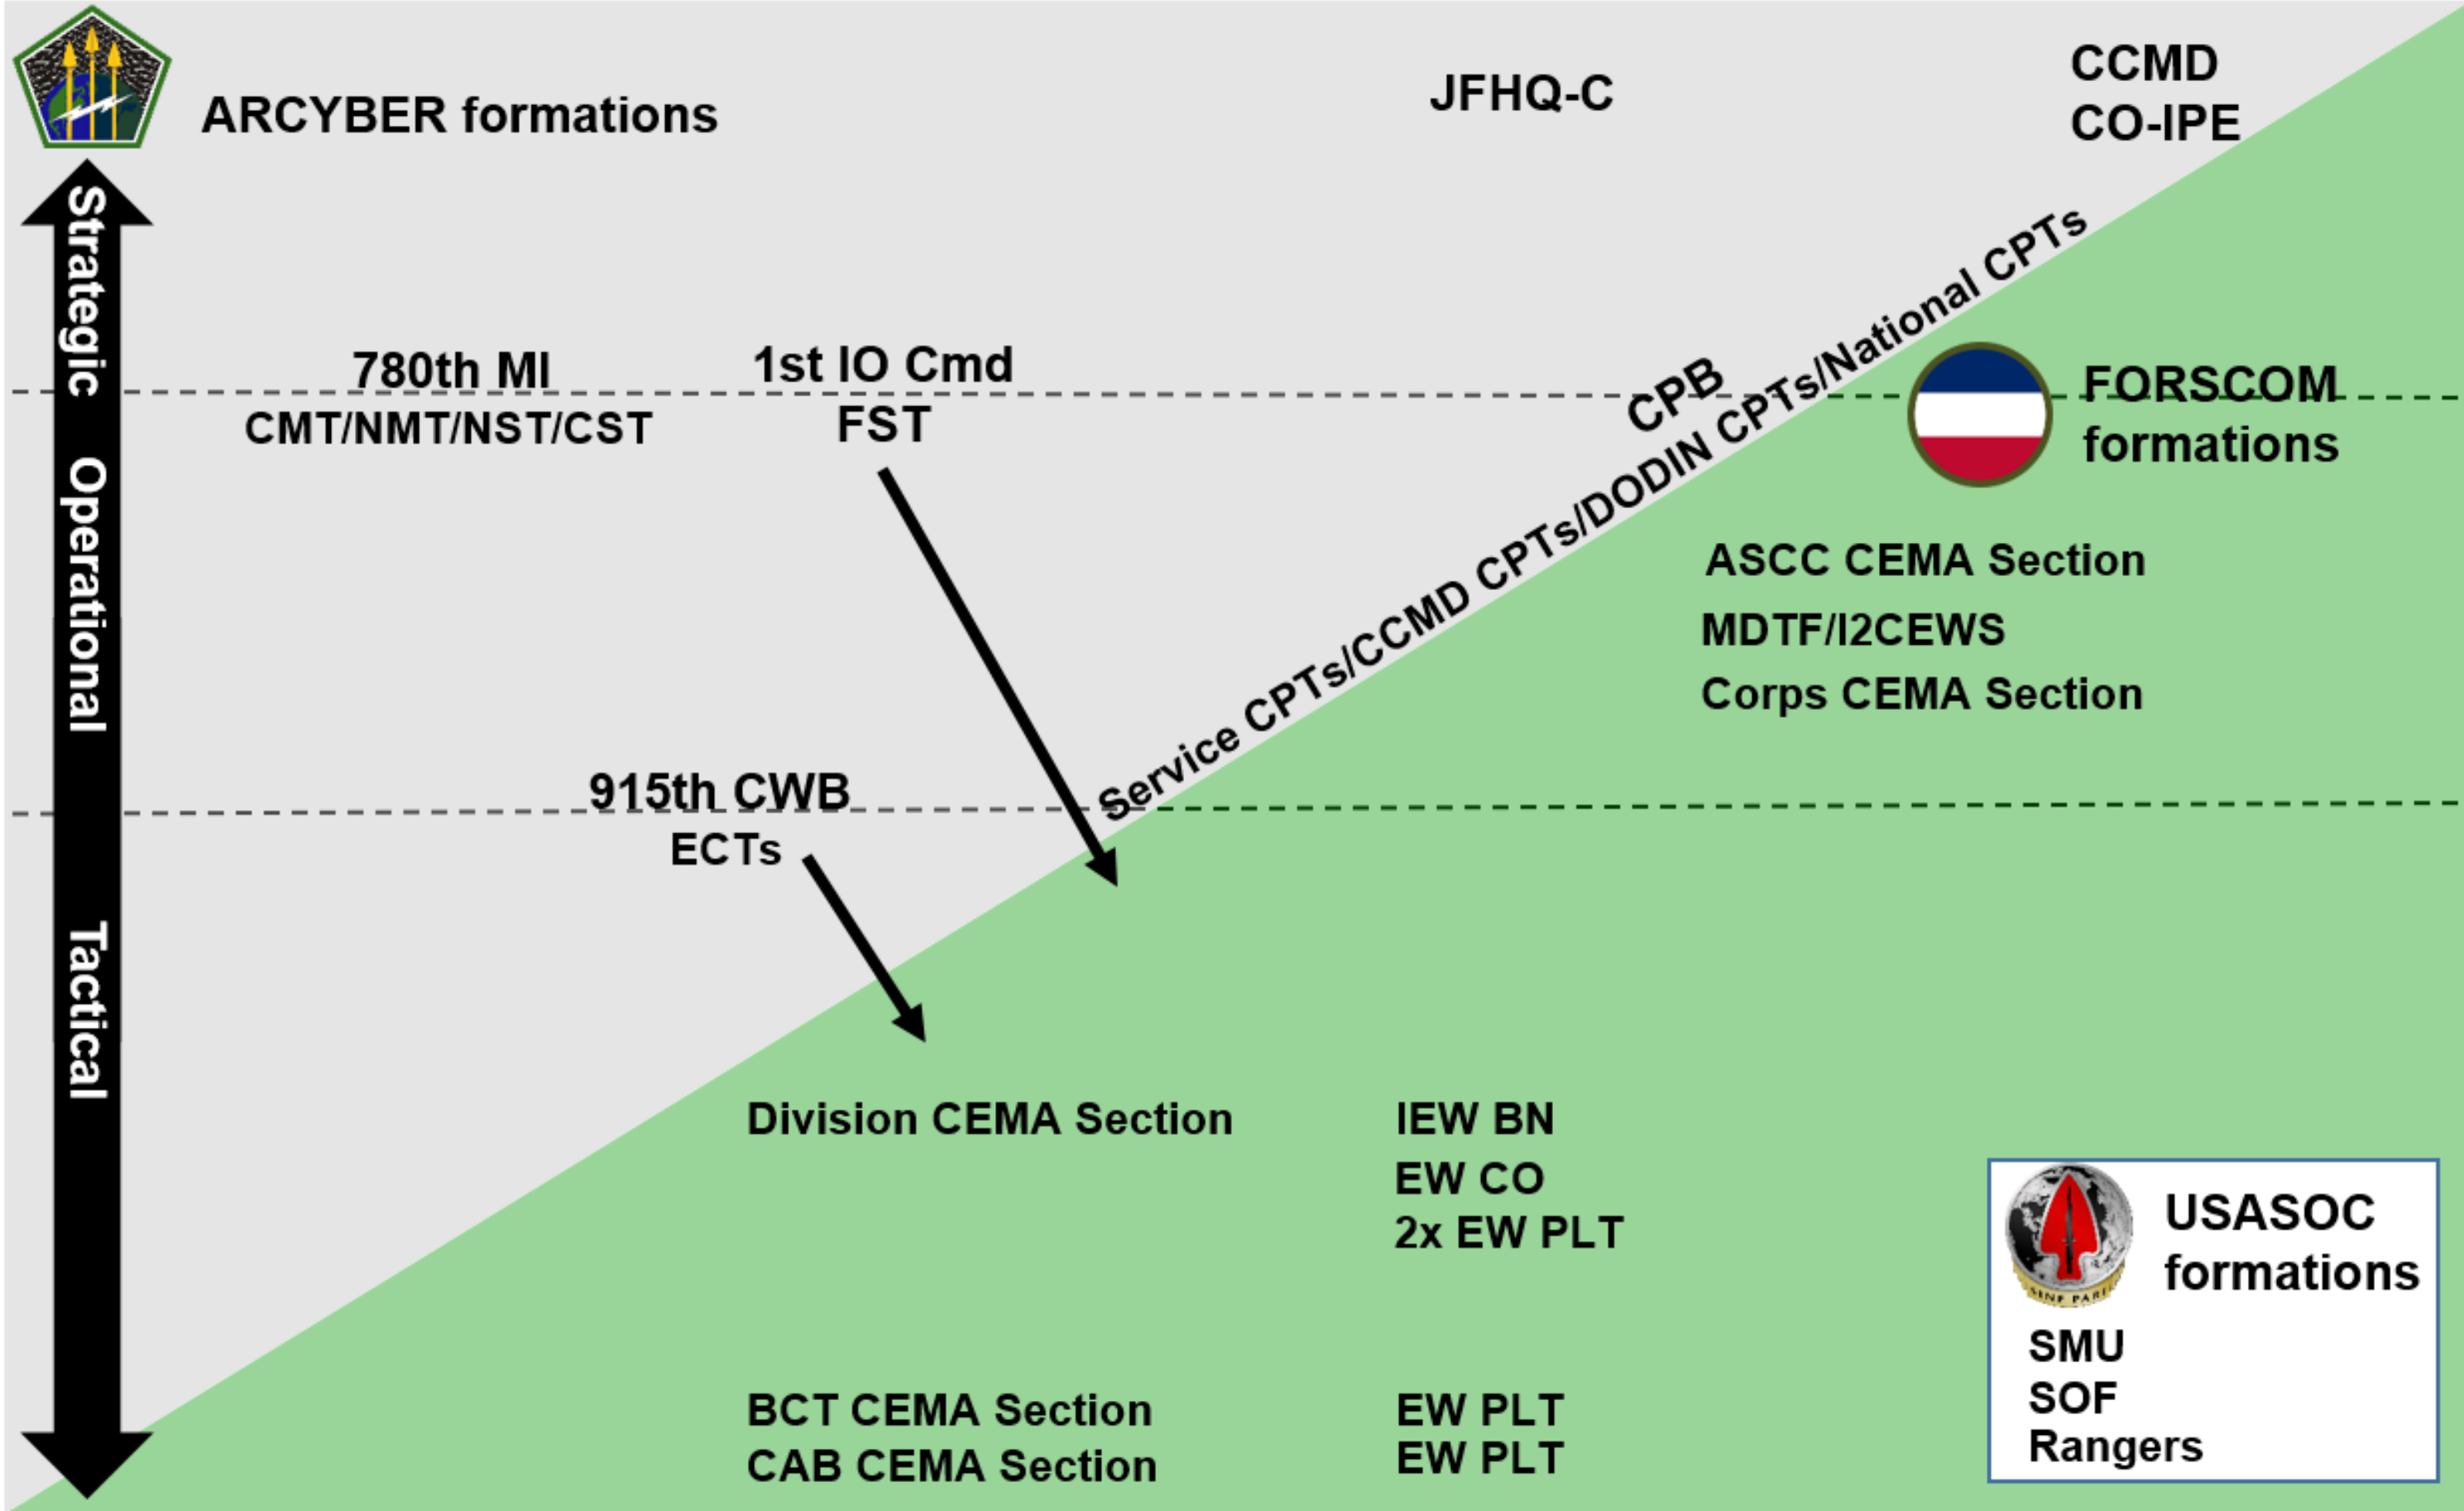 ARCYBER formations
JFHQ-C
CCMD
CO-IPE
Strategic
Operational
Tactical
780th MI
CMT/NMT/NST/CST
1st IO Cmd
FST
CPB
Service CPTs/CCMD CPTs/DODIN CPTs/National CPTs
FORSCOM
formations
ASCC CEMA Section
MDTF/I2CEWS
Corps CEMA Section
915th CWB
ECTs
Division CEMA Section
IEW BN
EW CO
2x EW PLT
BCT CEMA Section
EW PLT
CAB CEMA Section
EW PLT
USASOC
formations
SINE PARI
SMU
SOF
Rangers